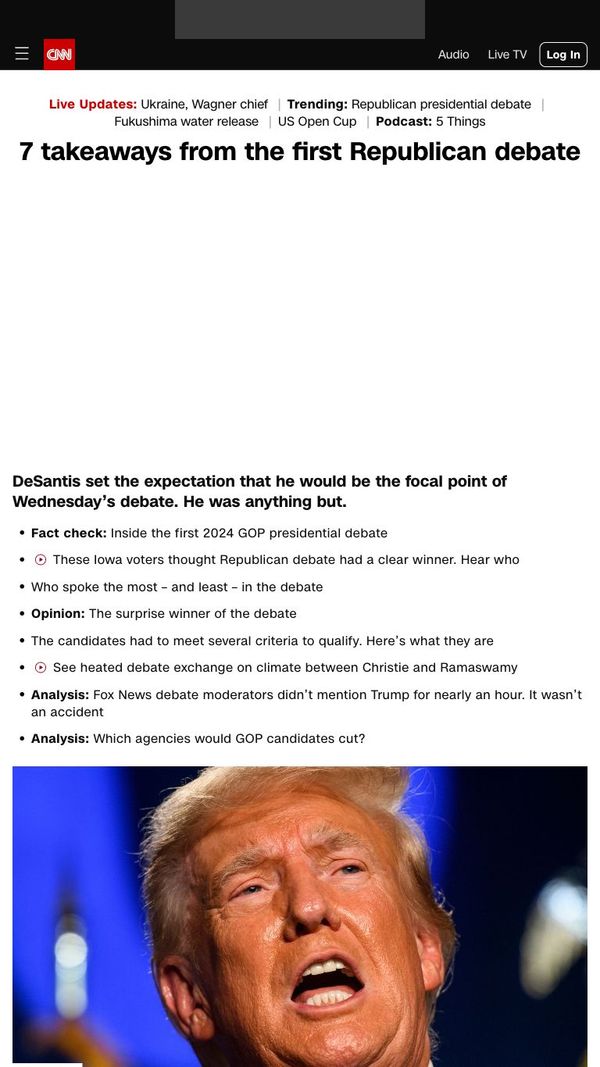 CNN
Audio Live TV Log In
Live Updates: Ukraine, Wagner chief | Trending: Republican presidential debate |
Fukushima water release | US Open Cup | Podcast: 5 Things
7 takeaways from the first Republican debate
DeSantis set the expectation that he would be the focal point of
Wednesday’s debate. He was anything but.
• Fact check: Inside the first 2024 GOP presidential debate
• These Iowa voters thought Republican debate had a clear winner. Hear who
• Who spoke the most – and least – in the debate
• Opinion: The surprise winner of the debate
• The candidates had to meet several criteria to qualify. Here’s what they are
• See heated debate exchange on climate between Christie and Ramaswamy
• Analysis: Fox News debate moderators didn’t mention Trump for nearly an hour. It wasn’t
an accident
• Analysis: Which agencies would GOP candidates cut?